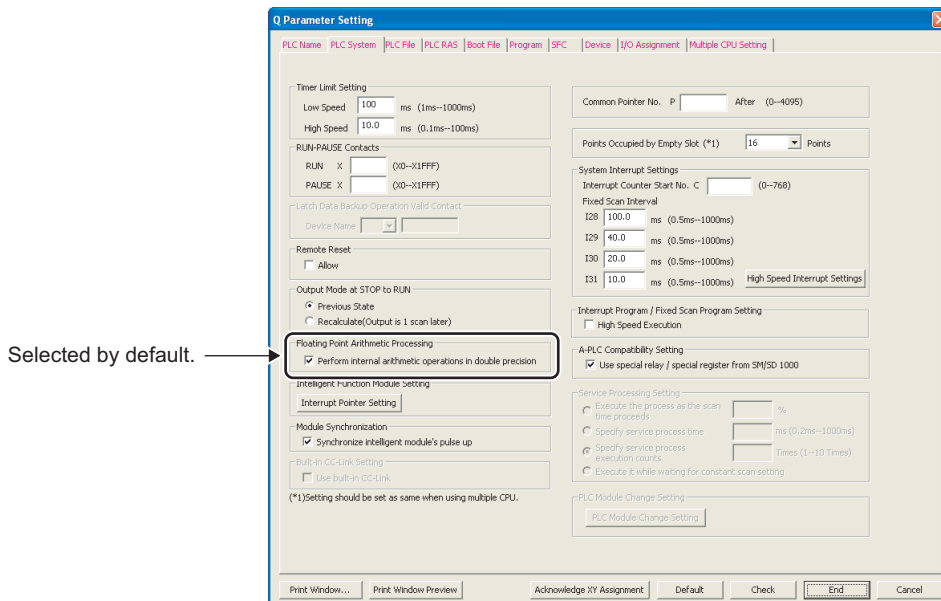 Q Parameter Setting
PLC Name PLC System PLC File PLC RAS Boot File Program SFC Device I/O Assignment Multiple CPU Setting
Timer Limit Setting
Low Speed 100 ms (1ms--1000ms)
High Speed 10.0 ms (0.1ms--100ms)
RUN-PAUSE Contacts
RUN X (X0--X1FFF)
PAUSE X (X0--X1FFF)
Latch Data Backup Operation Valid Contact
Device Name
Remote Reset
Allow
Output Mode at STOP to RUN
Previous State
Recalculate(Output is 1 scan later)
Selected by default.
Floating Point Arithmetic Processing
Perform internal arithmetic operations in double precision
Intelligent Function Module Setting
Interrupt Pointer Setting
Module Synchronization
Synchronize intelligent module's pulse up
Built-in CC-Link Setting
Use built-in CC-Link
(*1)Setting should be set as same when using multiple CPU.
Common Pointer No. P After (0--4095)
Points Occupied by Empty Slot (*1) 16 Points
System Interrupt Settings
Interrupt Counter Start No. C (0--768)
Fixed Scan Interval
I28 100.0 ms (0.5ms--1000ms)
I29 40.0 ms (0.5ms--1000ms)
I30 20.0 ms (0.5ms--1000ms)
I31 10.0 ms (0.5ms--1000ms) High Speed Interrupt Settings
Interrupt Program / Fixed Scan Program Setting
High Speed Execution
A-PLC Compatibility Setting
Use special relay / special register from SM/SD 1000
Service Processing Setting
Execute the process as the scan
time proceeds %
Specify service process time ms (0.2ms--1000ms)
Specify service process
execution counts Times (1--10 Times)
Execute it while waiting for constant scan setting
PLC Module Change Setting
PLC Module Change Setting
Print Window... Print Window Preview Acknowledge XY Assignment Default Check End Cancel